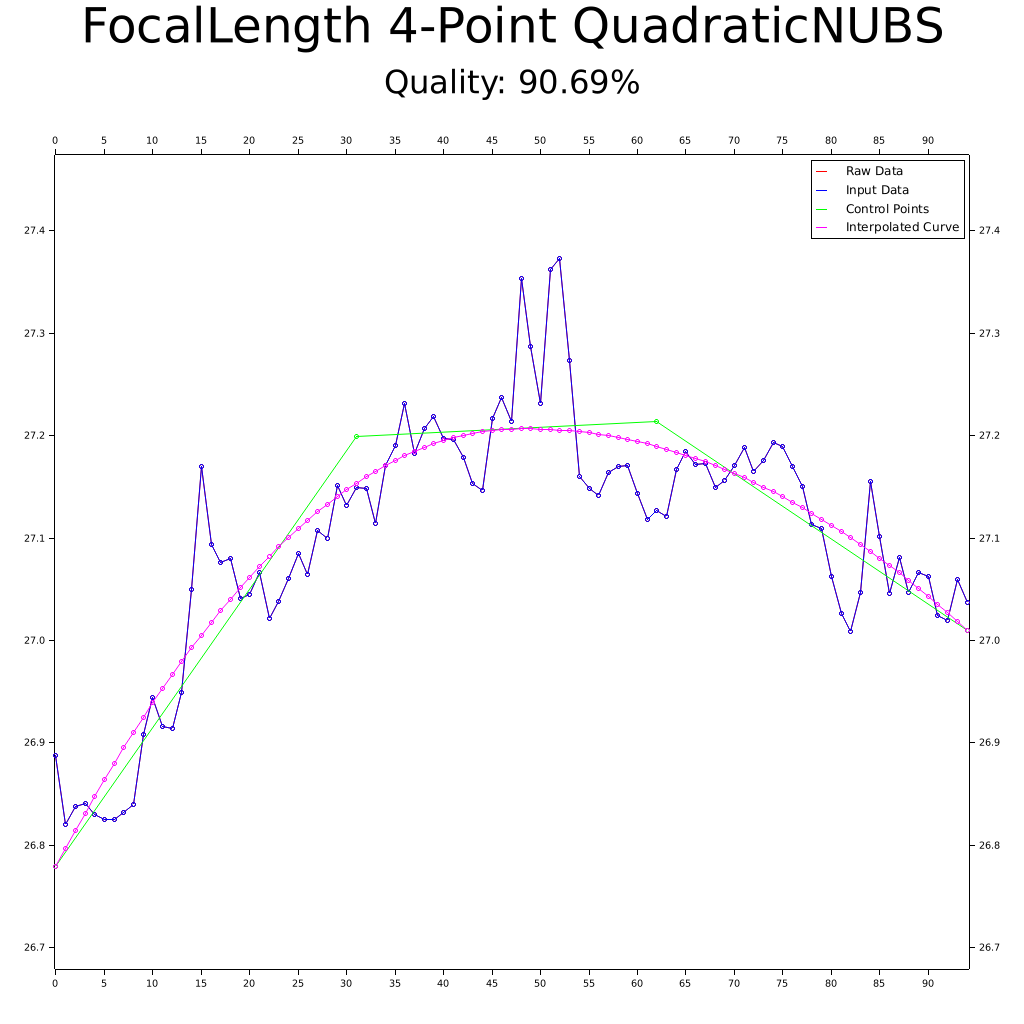 FocalLength 4-Point QuadraticNUBS
Quality: 90.69%
0 5 10 15 20 25 30 35 40 45 50 55 60 65 70 75 80 85 90
Raw Data
Input Data
Control Points
Interpolated Curve
27.4 27.4
27.3 27.3
27.2 27.2
27.1 27.1
27.0 27.0
26.9 26.9
26.8 26.8
26.7 26.7
0 5 10 15 20 25 30 35 40 45 50 55 60 65 70 75 80 85 90